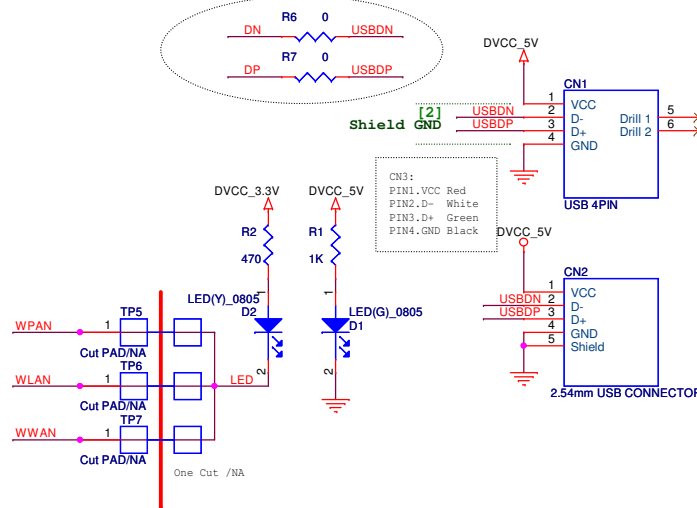 R6 0
DN USBDN
R7 0
DP USBDP
DVCC_5V
CN1
1 VCC
[2] USBDN 2 D- Drill 1 5
Shield GND USBDP 3 D+ Drill 2 6
4 GND
USB 4PIN
CN3:
PIN1.VCC Red
PIN2.D- White
PIN3.D+ Green
PIN4.GND Black
DVCC_3.3V DVCC_5V
R2 R1
470 1K
DVCC_5V
CN2
1 VCC
USBDN 2 D-
USBDP 3 D+
4 GND
5 Shield
2.54mm USB CONNECTOR
1 1
LED(Y)_0805 LED(G)_0805
D2 D1
2 2
TP5
WPAN 1
Cut PAD/NA
TP6
WLAN 1 LED
Cut PAD/NA
TP7
WWAN 1
Cut PAD/NA
One Cut /NA